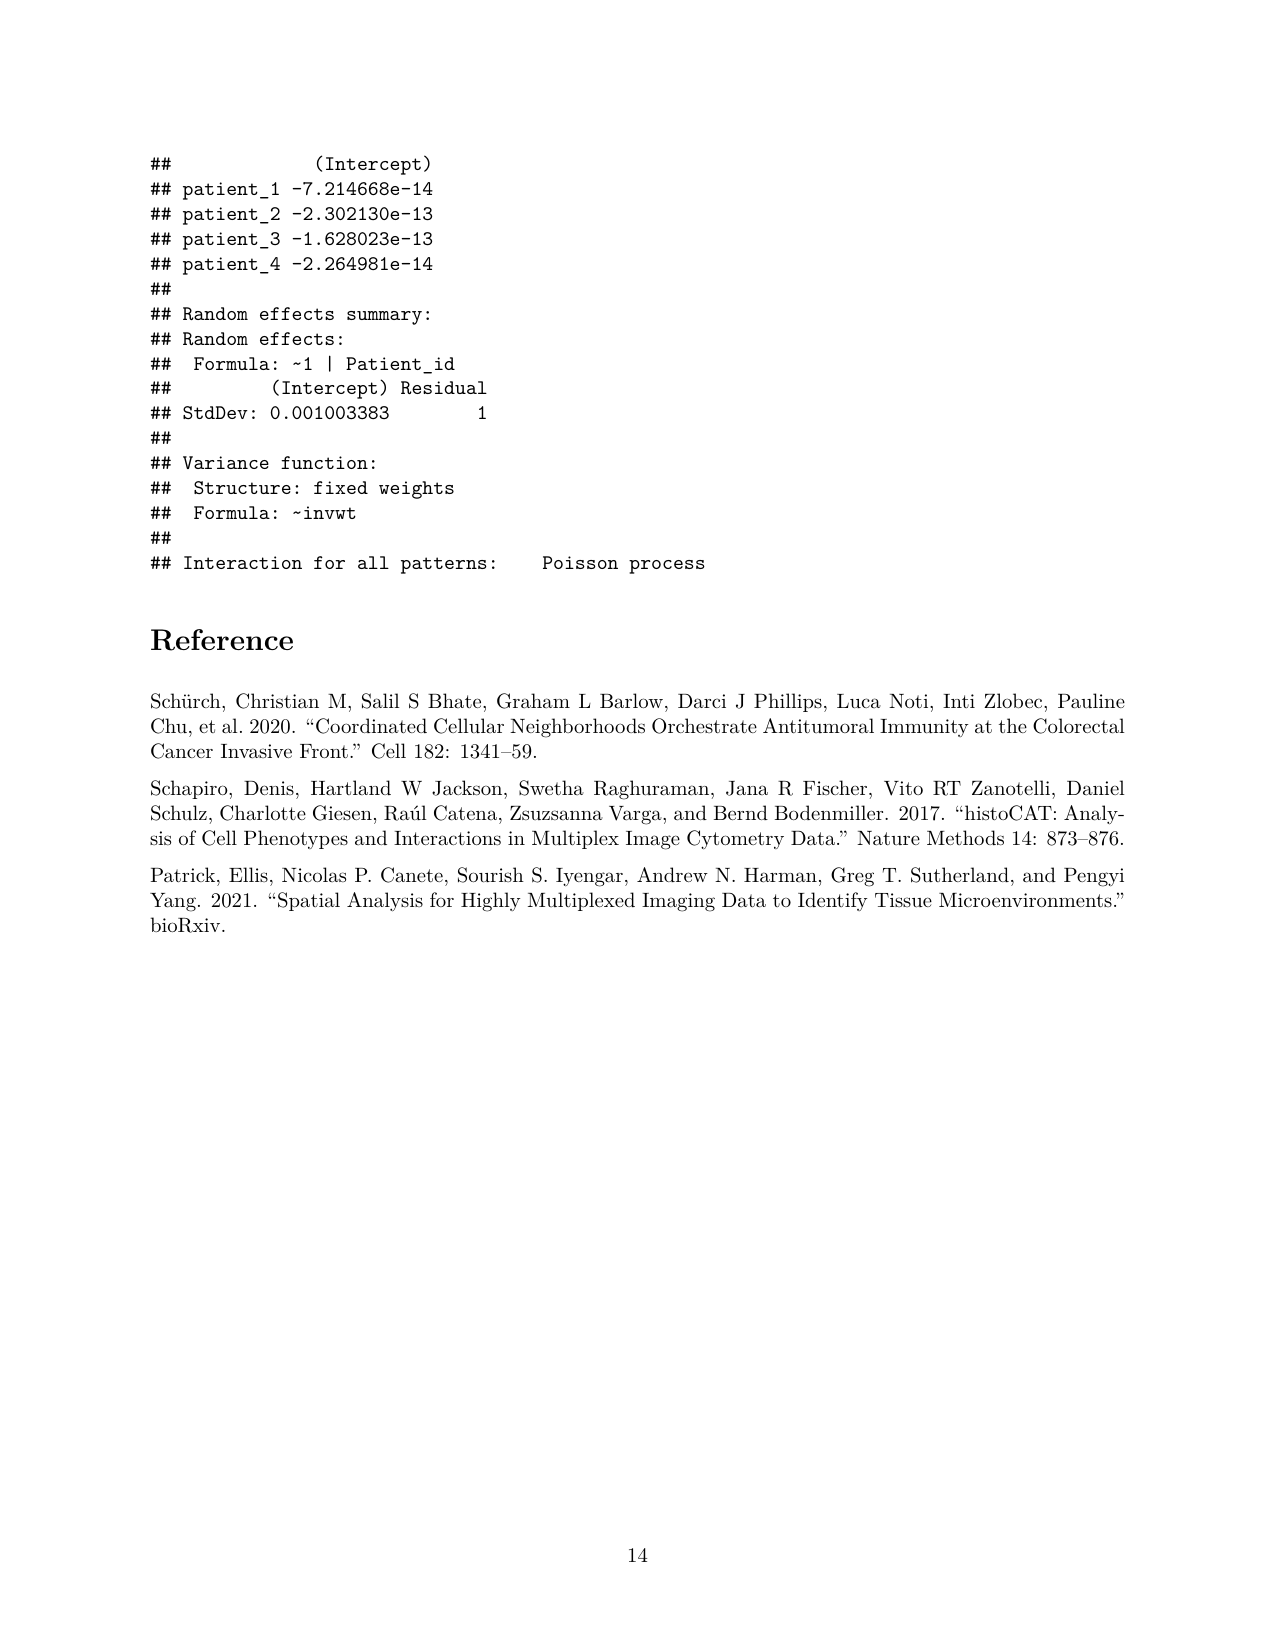 ##             (Intercept)
## patient_1 -7.214668e-14
## patient_2 -2.302130e-13
## patient_3 -1.628023e-13
## patient_4 -2.264981e-14
##
## Random effects summary:
## Random effects:
##  Formula: ~1 | Patient_id
##         (Intercept) Residual
## StdDev: 0.001003383        1
##
## Variance function:
##  Structure: fixed weights
##  Formula: ~invwt
##
## Interaction for all patterns:    Poisson process
Reference
Schürch, Christian M, Salil S Bhate, Graham L Barlow, Darci J Phillips, Luca Noti, Inti Zlobec, Pauline
Chu, et al. 2020. “Coordinated Cellular Neighborhoods Orchestrate Antitumoral Immunity at the Colorectal
Cancer Invasive Front.” Cell 182: 1341–59.
Schapiro, Denis, Hartland W Jackson, Swetha Raghuraman, Jana R Fischer, Vito RT Zanotelli, Daniel
Schulz, Charlotte Giesen, Raúl Catena, Zsuzsanna Varga, and Bernd Bodenmiller. 2017. “histoCAT: Analy-
sis of Cell Phenotypes and Interactions in Multiplex Image Cytometry Data.” Nature Methods 14: 873–876.
Patrick, Ellis, Nicolas P. Canete, Sourish S. Iyengar, Andrew N. Harman, Greg T. Sutherland, and Pengyi
Yang. 2021. “Spatial Analysis for Highly Multiplexed Imaging Data to Identify Tissue Microenvironments.”
bioRxiv.
14